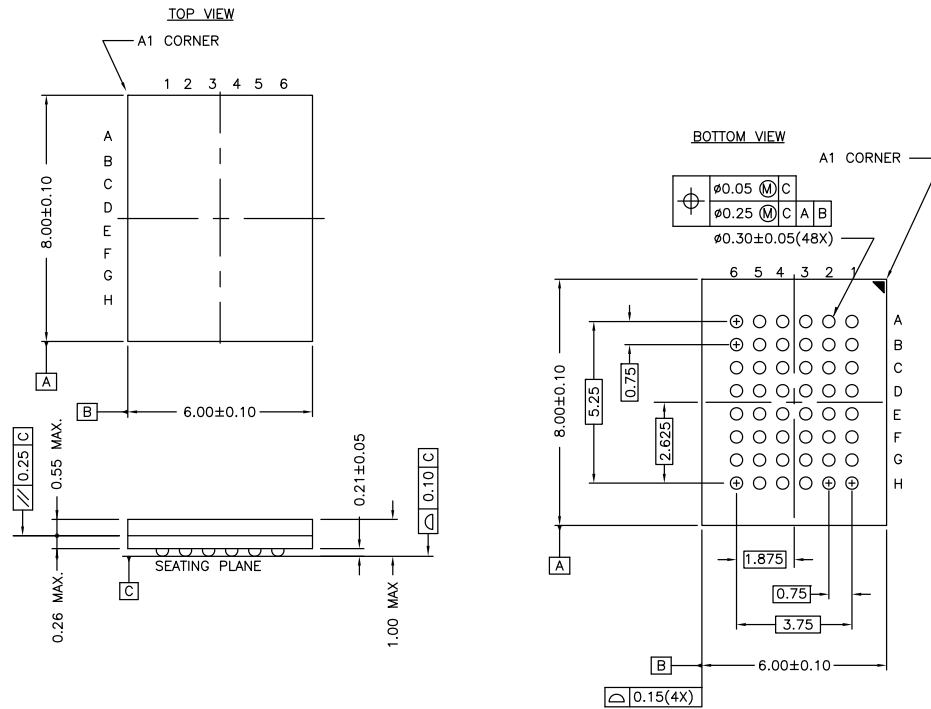 TOP VIEW
A1 CORNER
1 2 3 4 5 6
A
B
C
D
E
F
G
H
8.00±0.10
A
B
6.00±0.10
// 0.25 C
0.55 MAX.
0.26 MAX.
0.21±0.05
0.10 C
1.00 MAX
SEATING PLANE
C
BOTTOM VIEW
A1 CORNER
ø0.05 Ⓜ C
ø0.25 Ⓜ C A B
ø0.30±0.05(48X)
6 5 4 3 2 1
A
B
C
D
E
F
G
H
8.00±0.10
5.25
0.75
2.625
A
1.875
0.75
3.75
B
6.00±0.10
0.15(4X)